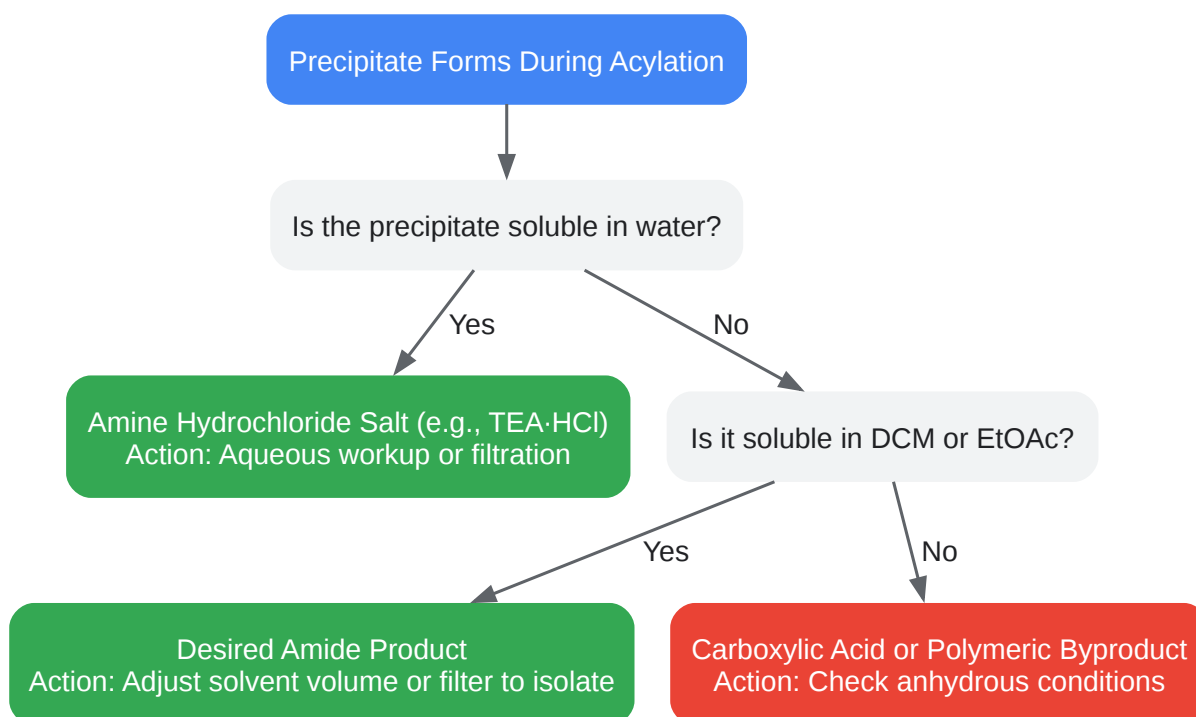 Precipitate Forms During Acylation
Is the precipitate soluble in water?
Yes
No
Amine Hydrochloride Salt (e.g., TEA·HCl)
Action: Aqueous workup or filtration
Is it soluble in DCM or EtOAc?
Yes
No
Desired Amide Product
Action: Adjust solvent volume or filter to isolate
Carboxylic Acid or Polymeric Byproduct
Action: Check anhydrous conditions